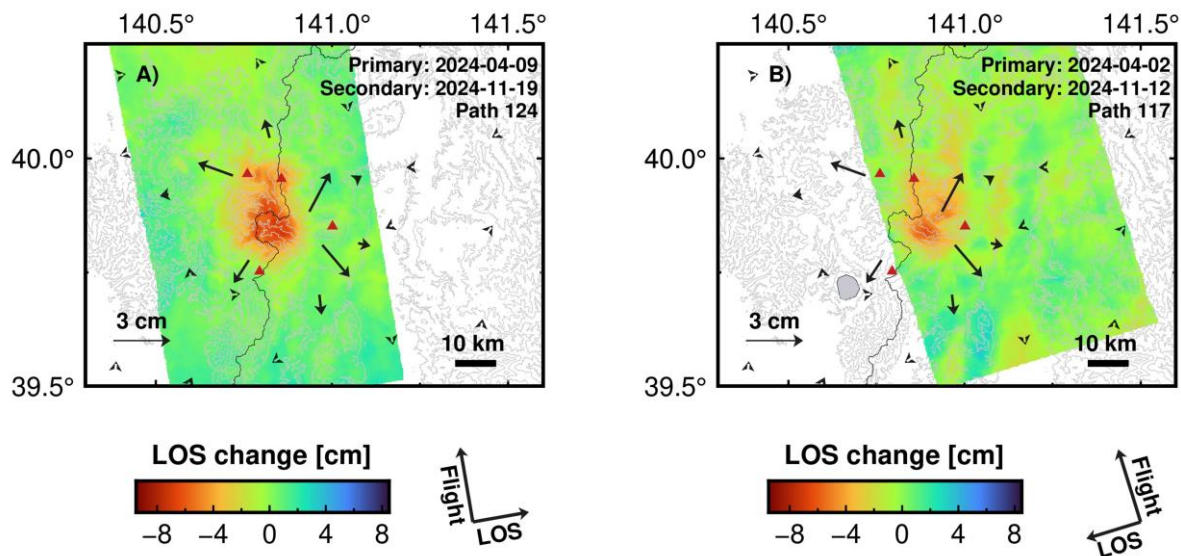 140.5° 141.0° 141.5° 140.5° 141.0° 141.5°
A) Primary: 2024-04-09
Secondary: 2024-11-19
Path 124
B) Primary: 2024-04-02
Secondary: 2024-11-12
Path 117
40.0° 40.0°
3 cm 10 km 3 cm 10 km
39.5° 39.5°
LOS change [cm] Flight LOS
−8 −4 0 4 8
LOS change [cm] Flight LOS
−8 −4 0 4 8